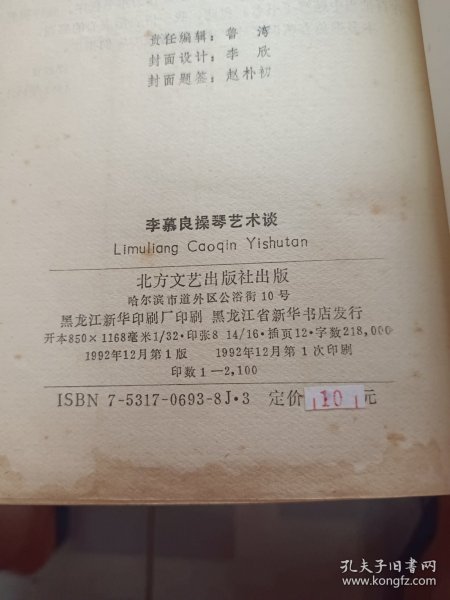 责任编辑：鲁 湾
封面设计：李 欣
封面题签：赵朴初
李慕良操琴艺术谈
Limuliang Caoqin Yishutan
北方文艺出版社出版
哈尔滨市道外区公浴街10号
黑龙江新华印刷厂印刷 黑龙江省新华书店发行
开本850×1168毫米1/32·印张8 14/16·插页12·字数218,000
1992年12月第1版 1992年12月第1次印刷
印数1—2,100
ISBN 7-5317-0693-8J·3 定价 10 元
孔夫子旧书网
www.kongfz.com